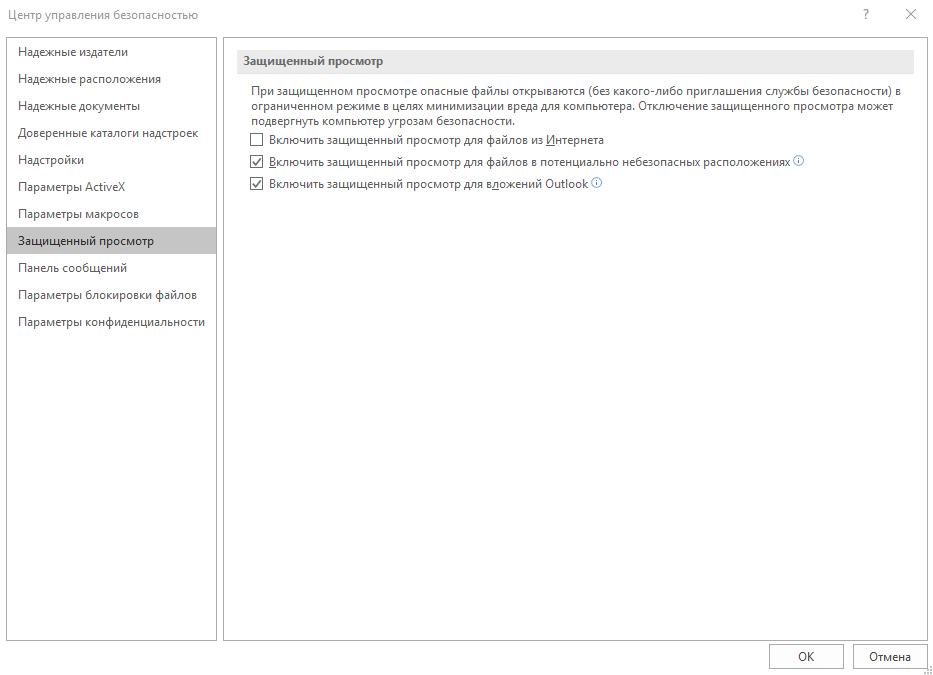 Центр управления безопасностью
?
Надежные издатели
Надежные расположения
Надежные документы
Доверенные каталоги надстроек
Надстройки
Параметры ActiveX
Параметры макросов
Защищенный просмотр
Панель сообщений
Параметры блокировки файлов
Параметры конфиденциальности
Защищенный просмотр
При защищенном просмотре опасные файлы открываются (без какого-либо приглашения службы безопасности) в
ограниченном режиме в целях минимизации вреда для компьютера. Отключение защищенного просмотра может
подвергнуть компьютер угрозам безопасности.
Включить защищенный просмотр для файлов из Интернета
Включить защищенный просмотр для файлов в потенциально небезопасных расположениях
Включить защищенный просмотр для вложений Outlook
ОК
Отмена